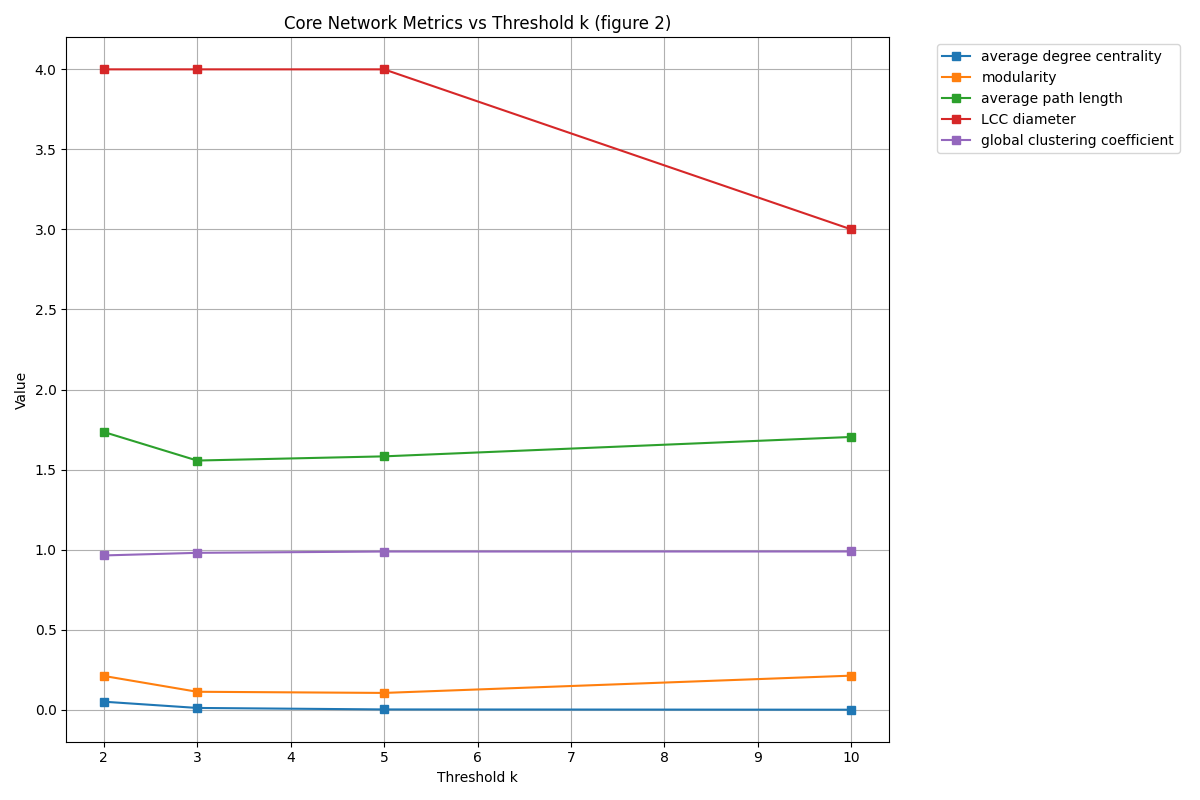 Core Network Metrics vs Threshold k (figure 2)
average degree centrality
modularity
average path length
LCC diameter
global clustering coefficient
4.0
3.5
3.0
2.5
2.0
1.5
1.0
0.5
0.0
Value
2 3 4 5 6 7 8 9 10
Threshold k